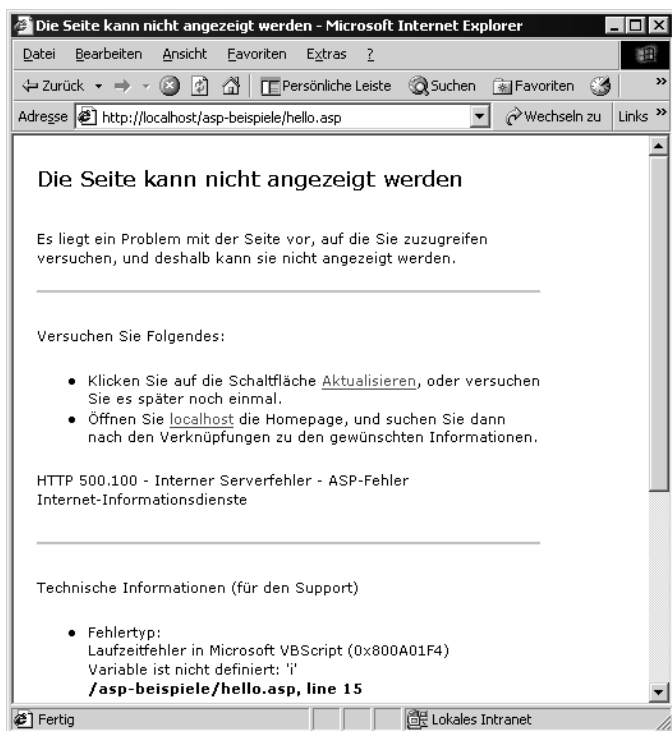 Die Seite kann nicht angezeigt werden - Microsoft Internet Explorer
Datei Bearbeiten Ansicht Favoriten Extras ?
Zurück Persönliche Leiste Suchen Favoriten »
Adresse http://localhost/asp-beispiele/hello.asp Wechseln zu Links »
Die Seite kann nicht angezeigt werden
Es liegt ein Problem mit der Seite vor, auf die Sie zuzugreifen
versuchen, und deshalb kann sie nicht angezeigt werden.
Versuchen Sie Folgendes:
• Klicken Sie auf die Schaltfläche Aktualisieren, oder versuchen
Sie es später noch einmal.
• Öffnen Sie localhost die Homepage, und suchen Sie dann
nach den Verknüpfungen zu den gewünschten Informationen.
HTTP 500.100 - Interner Serverfehler - ASP-Fehler
Internet-Informationsdienste
Technische Informationen (für den Support)
• Fehlertyp:
Laufzeitfehler in Microsoft VBScript (0x800A01F4)
Variable ist nicht definiert: 'i'
/asp-beispiele/hello.asp, line 15
Fertig Lokales Intranet